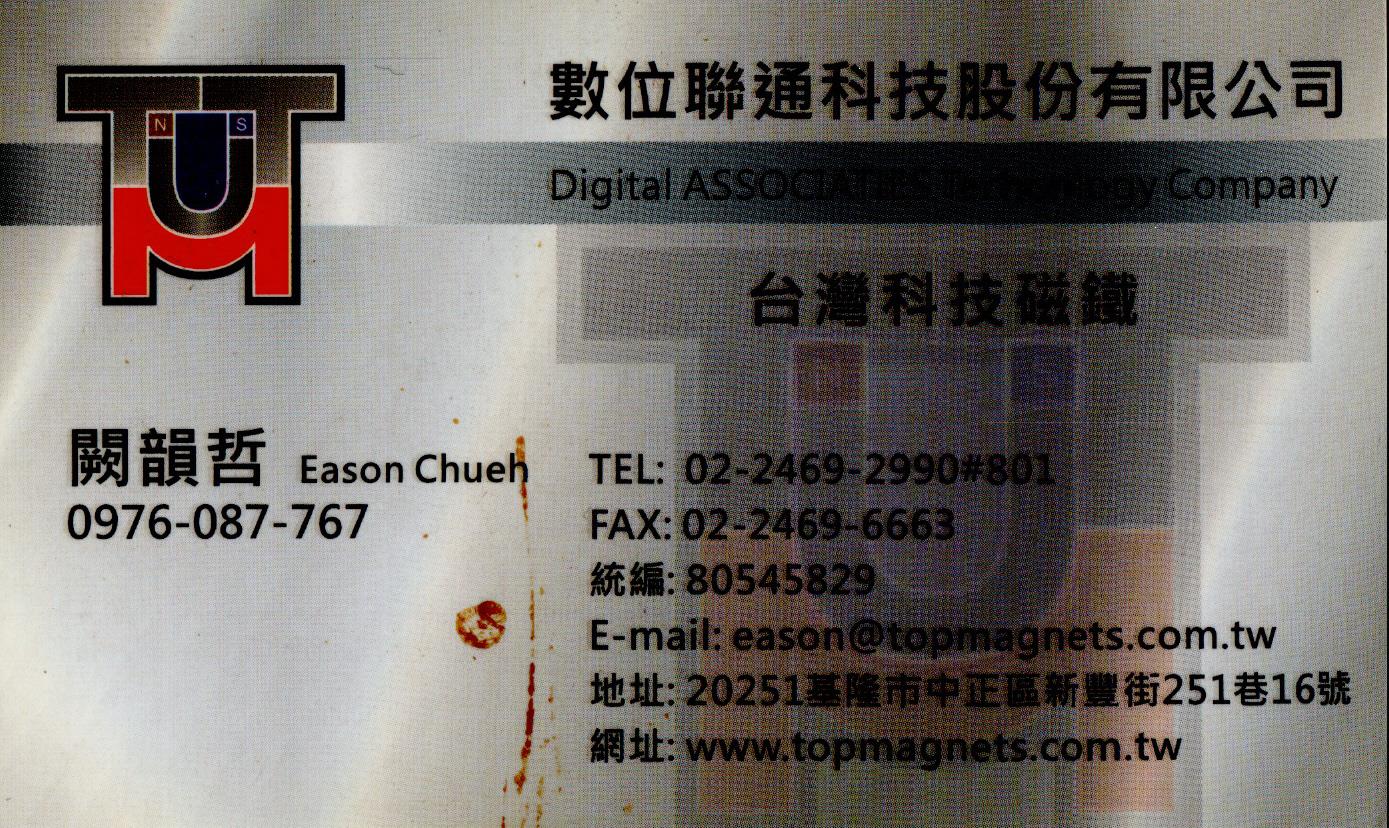 數位聯通科技股份有限公司
Digital ASSOCIATES Technology Company
N S
台灣科技磁鐵
闕韻哲 Eason Chueh
0976-087-767
TEL: 02-2469-2990#801
FAX: 02-2469-6663
統編: 80545829
E-mail: eason@topmagnets.com.tw
地址: 20251基隆市中正區新豐街251巷16號
網址: www.topmagnets.com.tw